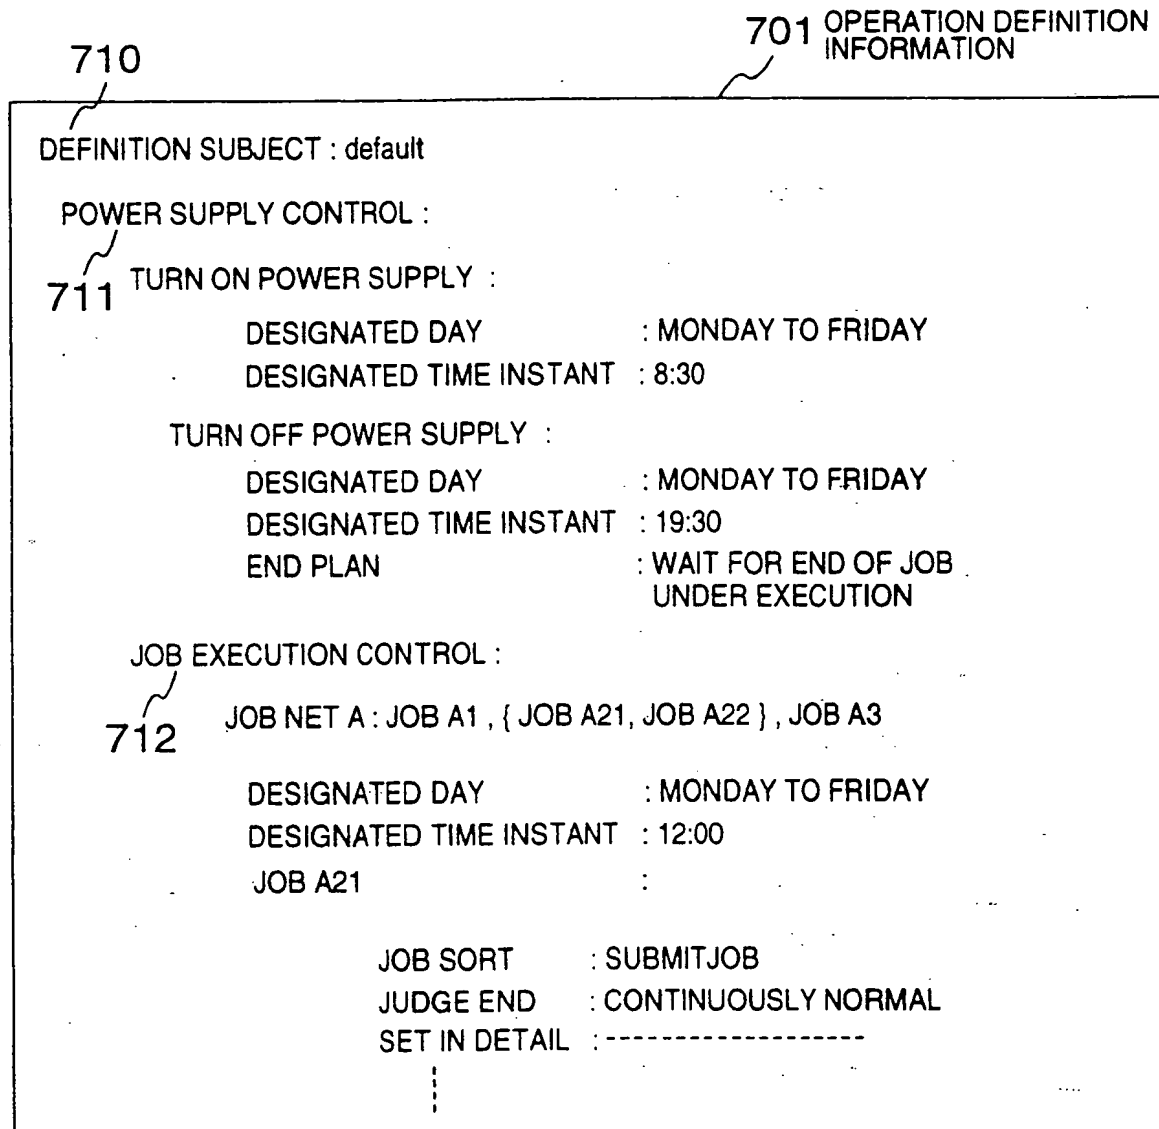 701 OPERATION DEFINITION
INFORMATION
710
DEFINITION SUBJECT : default
POWER SUPPLY CONTROL :
711 TURN ON POWER SUPPLY :
DESIGNATED DAY : MONDAY TO FRIDAY
DESIGNATED TIME INSTANT : 8:30
TURN OFF POWER SUPPLY :
DESIGNATED DAY : MONDAY TO FRIDAY
DESIGNATED TIME INSTANT : 19:30
END PLAN : WAIT FOR END OF JOB
UNDER EXECUTION
JOB EXECUTION CONTROL :
712 JOB NET A : JOB A1 , { JOB A21, JOB A22 } , JOB A3
DESIGNATED DAY : MONDAY TO FRIDAY
DESIGNATED TIME INSTANT : 12:00
JOB A21 :
JOB SORT : SUBMITJOB
JUDGE END : CONTINUOUSLY NORMAL
SET IN DETAIL : -------------------